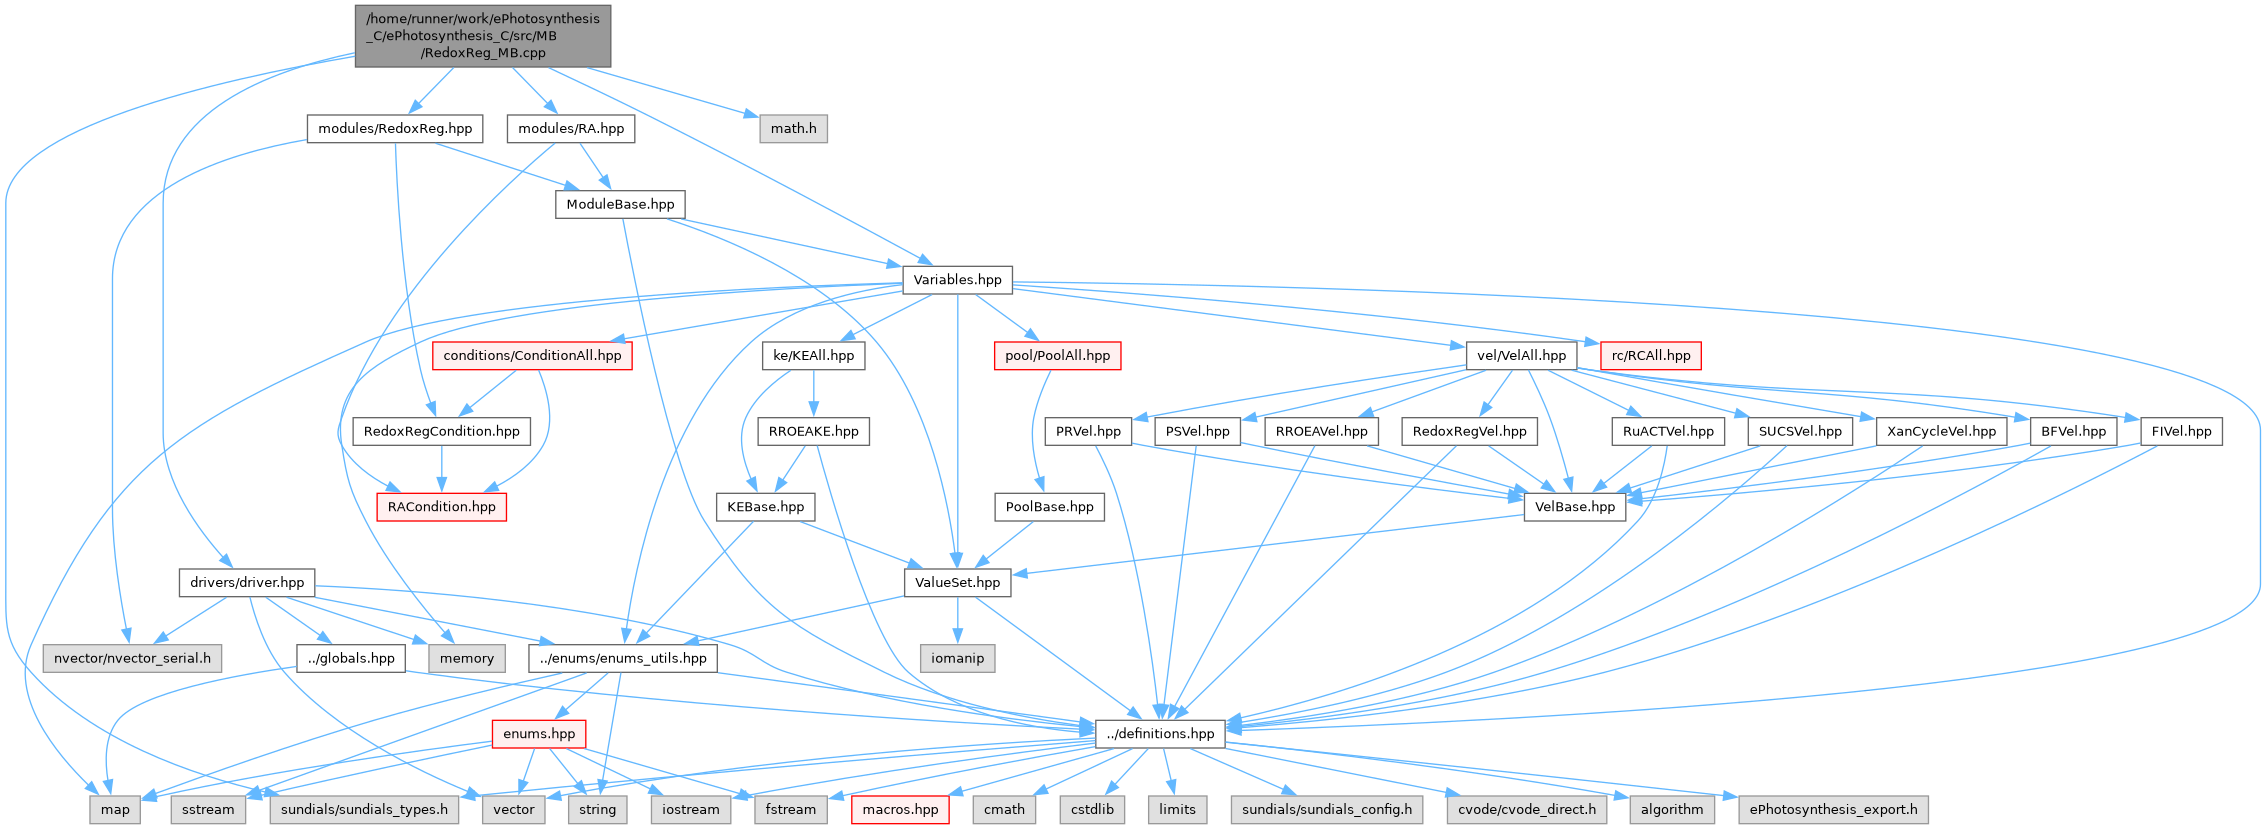 /home/runner/work/ePhotosynthesis
_C/ePhotosynthesis_C/src/MB
/RedoxReg_MB.cpp
modules/RedoxReg.hpp
modules/RA.hpp
math.h
ModuleBase.hpp
Variables.hpp
conditions/ConditionAll.hpp
ke/KEAll.hpp
pool/PoolAll.hpp
vel/VelAll.hpp
rc/RCAll.hpp
RedoxRegCondition.hpp
RROEAKE.hpp
PRVel.hpp
PSVel.hpp
RROEAVel.hpp
RedoxRegVel.hpp
RuACTVel.hpp
SUCSVel.hpp
XanCycleVel.hpp
BFVel.hpp
FIVel.hpp
RACondition.hpp
KEBase.hpp
PoolBase.hpp
VelBase.hpp
drivers/driver.hpp
ValueSet.hpp
nvector/nvector_serial.h
../globals.hpp
memory
../enums/enums_utils.hpp
iomanip
enums.hpp
../definitions.hpp
map
sstream
sundials/sundials_types.h
vector
string
iostream
fstream
macros.hpp
cmath
cstdlib
limits
sundials/sundials_config.h
cvode/cvode_direct.h
algorithm
ePhotosynthesis_export.h